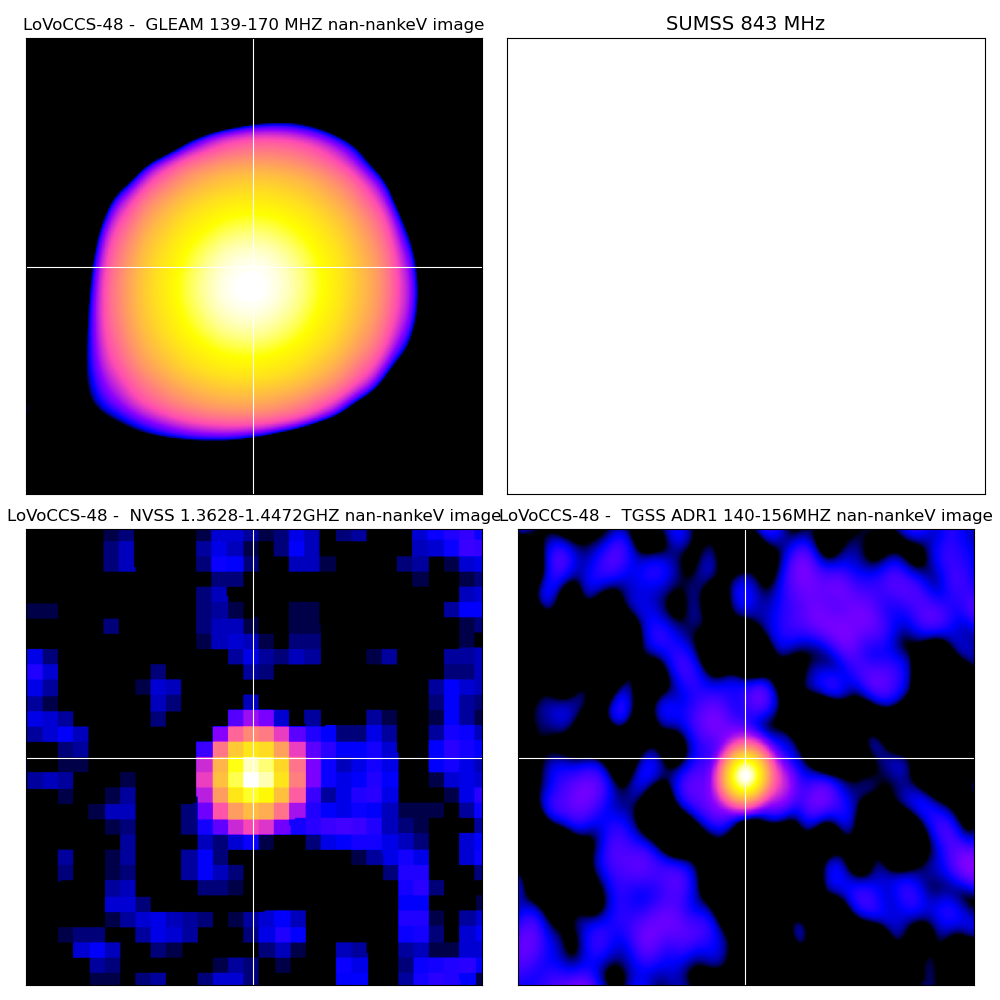 LoVoCCS-48 -  GLEAM 139-170 MHZ nan-nankeV image
SUMSS 843 MHz
LoVoCCS-48 -  NVSS 1.3628-1.4472GHZ nan-nankeV image
LoVoCCS-48 -  TGSS ADR1 140-156MHZ nan-nankeV image